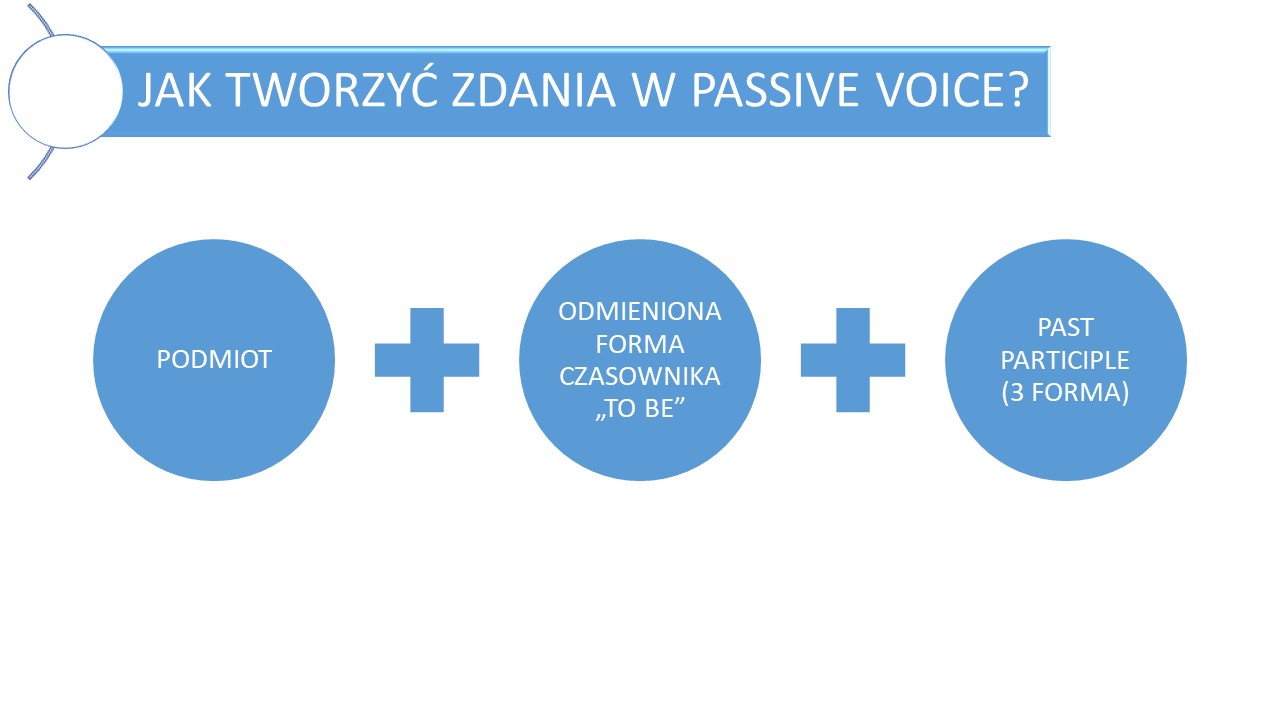 JAK TWORZYĆ ZDANIA W PASSIVE VOICE?
PODMIOT
ODMIENIONA
FORMA
CZASOWNIKA
„TO BE”
PAST
PARTICIPLE
(3 FORMA)